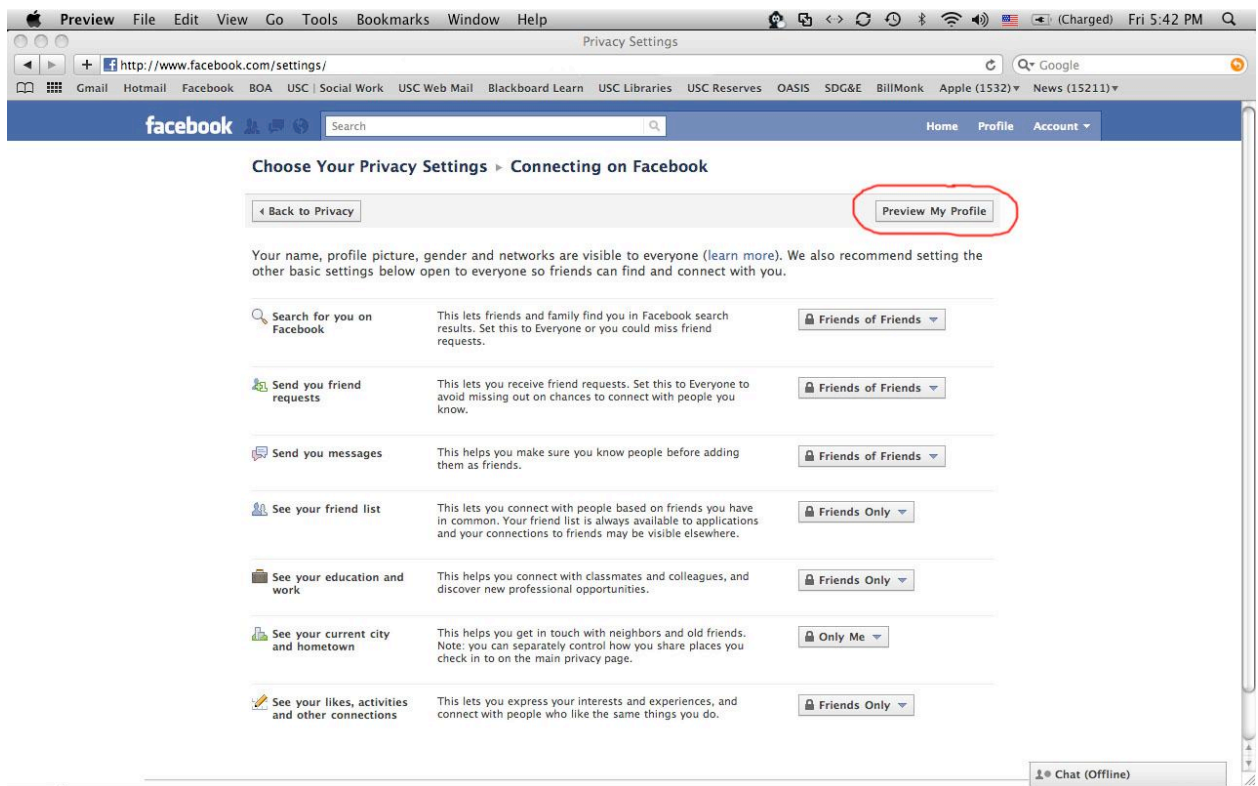 Preview File Edit View Go Tools Bookmarks Window Help (Charged) Fri 5:42 PM
Privacy Settings
http://www.facebook.com/settings/ Google
Gmail Hotmail Facebook BOA USC | Social Work USC Web Mail Blackboard Learn USC Libraries USC Reserves OASIS SDG&E BillMonk Apple (1532) News (15211)
facebook Search Home Profile Account
Choose Your Privacy Settings ▸ Connecting on Facebook
Back to Privacy Preview My Profile
Your name, profile picture, gender and networks are visible to everyone (learn more). We also recommend setting the
other basic settings below open to everyone so friends can find and connect with you.
Search for you on
Facebook
This lets friends and family find you in Facebook search
results. Set this to Everyone or you could miss friend
requests.
Friends of Friends
Send you friend
requests
This lets you receive friend requests. Set this to Everyone to
avoid missing out on chances to connect with people you
know.
Friends of Friends
Send you messages
This helps you make sure you know people before adding
them as friends.
Friends of Friends
See your friend list
This lets you connect with people based on friends you have
in common. Your friend list is always available to applications
and your connections to friends may be visible elsewhere.
Friends Only
See your education and
work
This helps you connect with classmates and colleagues, and
discover new professional opportunities.
Friends Only
See your current city
and hometown
This helps you get in touch with neighbors and old friends.
Note: you can separately control how you share places you
check in to on the main privacy page.
Only Me
See your likes, activities
and other connections
This lets you express your interests and experiences, and
connect with people who like the same things you do.
Friends Only
Chat (Offline)